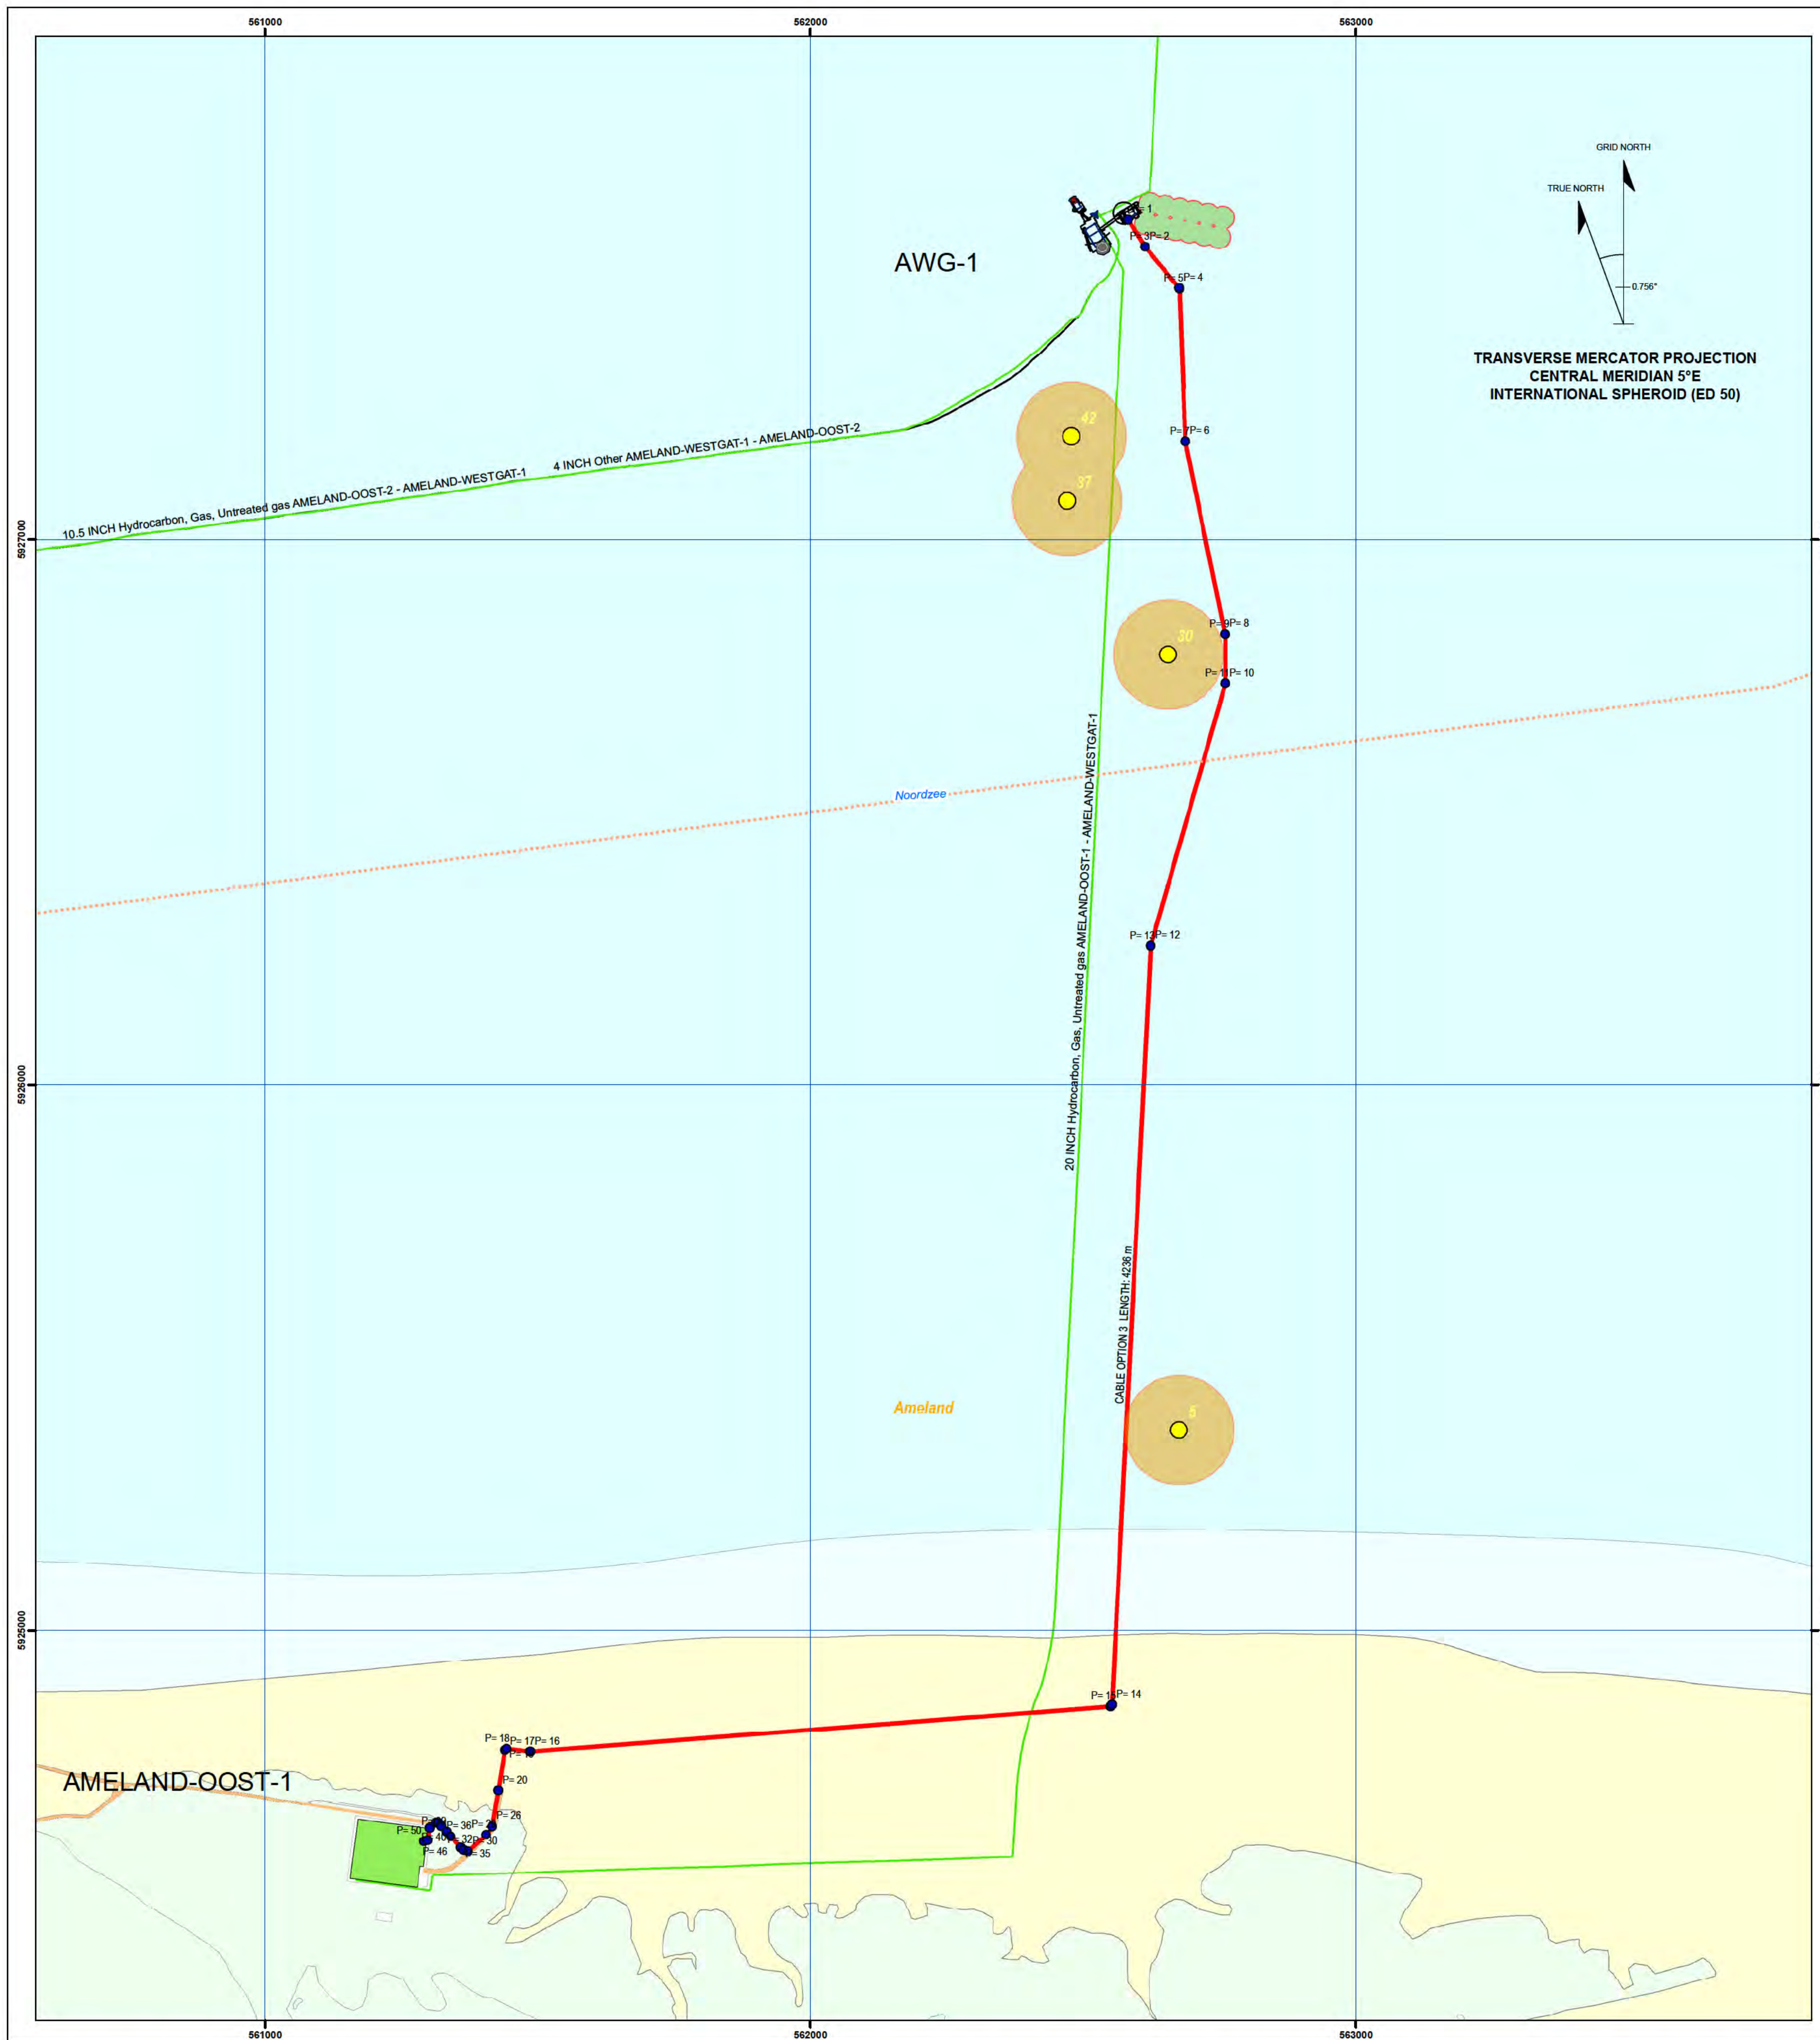 561000
562000
563000
GRID NORTH
TRUE NORTH
0.756°
TRANSVERSE MERCATOR PROJECTION
CENTRAL MERIDIAN 5°E
INTERNATIONAL SPHEROID (ED 50)
1
AWG-1
P= 3P= 2
P= 5P= 4
42
P= 7P= 6
4 INCH Other AMELAND-WESTGAT-1 - AMELAND-OOST-2
10.5 INCH Hydrocarbon, Gas, Untreated gas AMELAND-OOST-2 - AMELAND-WESTGAT-1
37
5927000
P= 9P= 8
30
P= 11P= 10
20 INCH Hydrocarbon, Gas, Untreated gas AMELAND-OOST-1 - AMELAND-WESTGAT-1
Noordzee
P= 13P= 12
5926000
CABLE OPTION 3 LENGTH: 4236 m
Ameland
5
5925000
P= 15P= 14
P= 18
P= 17P= 16
AMELAND-OOST-1
P= 20
P= 26
P= 36
P= 50
P= 30
P= 46
P= 35
561000
562000
563000